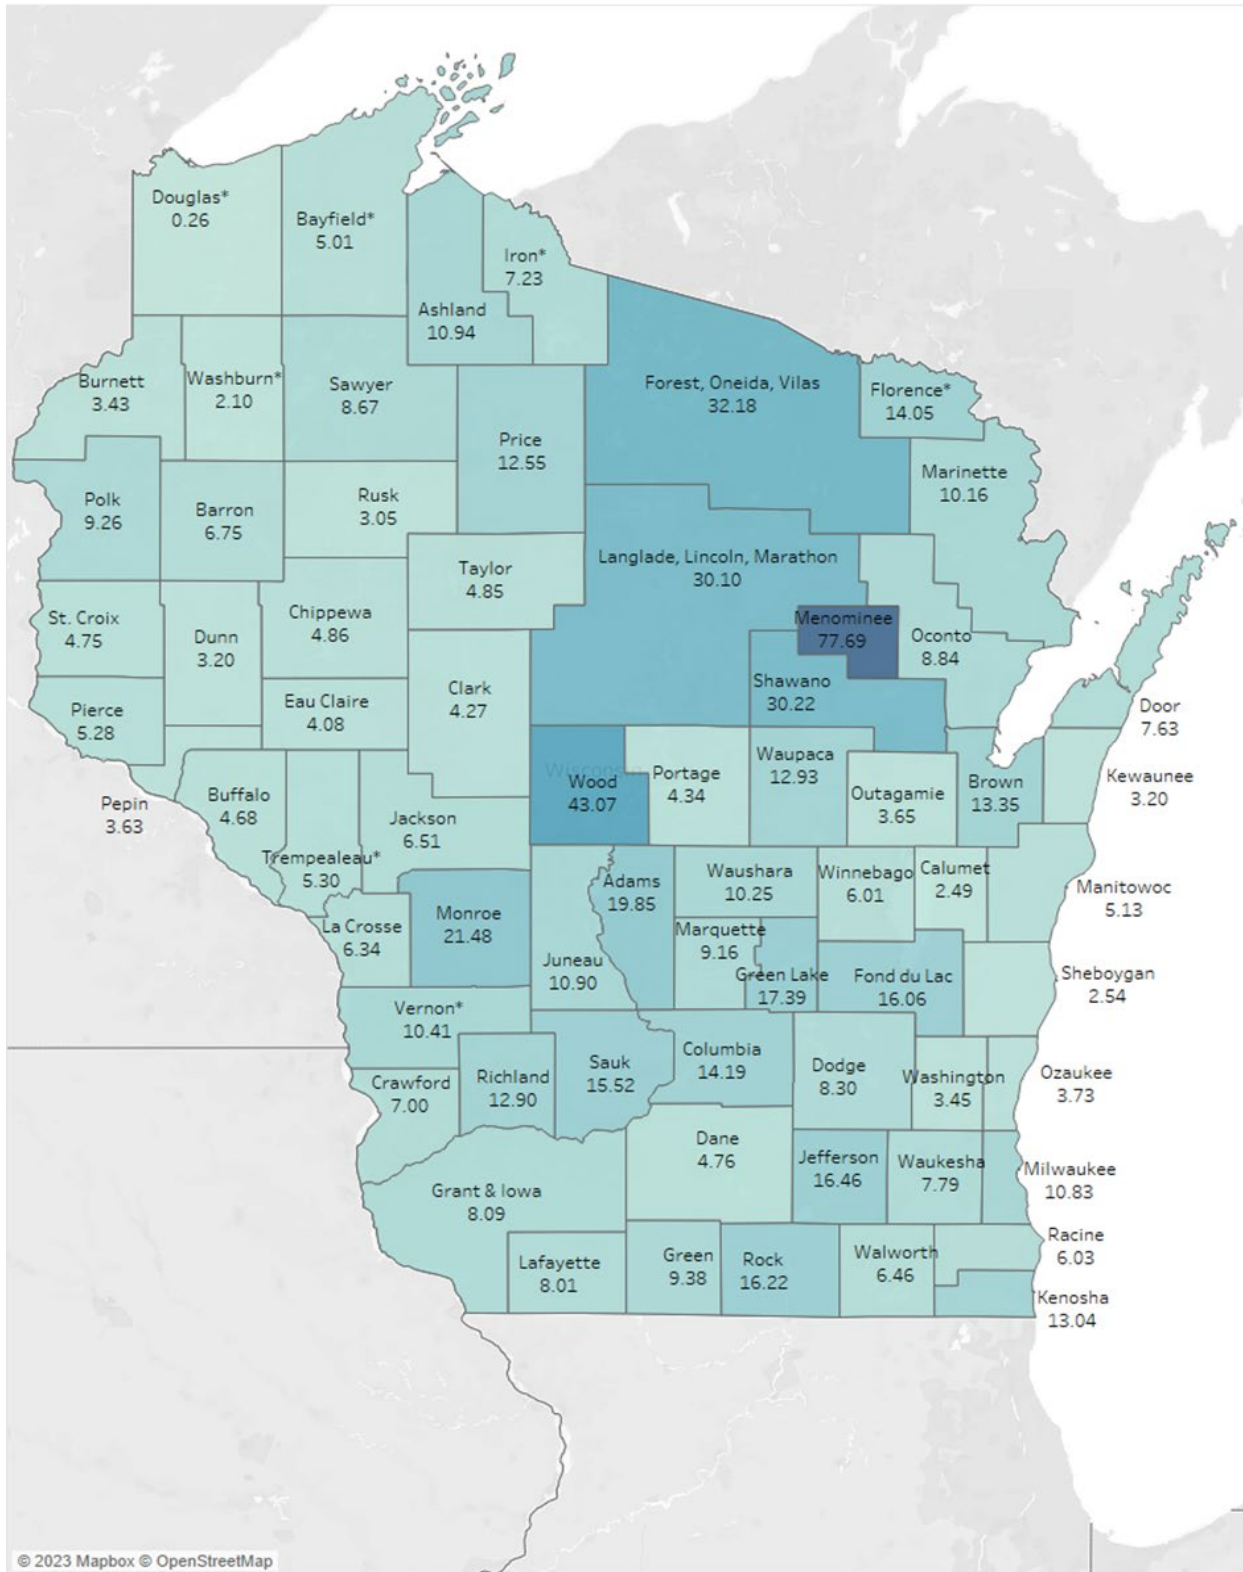 Douglas*
0.26
Bayfield*
5.01
Iron*
7.23
Ashland
10.94
Burnett
3.43
Washburn*
2.10
Sawyer
8.67
Forest, Oneida, Vilas
32.18
Florence*
14.05
Price
12.55
Marinette
10.16
Polk
9.26
Barron
6.75
Rusk
3.05
Taylor
4.85
Langlade, Lincoln, Marathon
30.10
St. Croix
4.75
Dunn
3.20
Chippewa
4.86
Menominee
77.69
Oconto
8.84
Clark
4.27
Shawano
30.22
Pierce
5.28
Eau Claire
4.08
Door
7.63
Wisconsin
Wood
43.07
Portage
4.34
Waupaca
12.93
Outagamie
3.65
Brown
13.35
Kewaunee
3.20
Pepin
3.63
Buffalo
4.68
Jackson
6.51
Trempealeau*
5.30
Adams
19.85
Waushara
10.25
Winnebago
6.01
Calumet
2.49
Manitowoc
5.13
La Crosse
6.34
Monroe
21.48
Juneau
10.90
Marquette
9.16
Green Lake
17.39
Fond du Lac
16.06
Sheboygan
2.54
Vernon*
10.41
Crawford
7.00
Richland
12.90
Sauk
15.52
Columbia
14.19
Dodge
8.30
Washington
3.45
Ozaukee
3.73
Dane
4.76
Jefferson
16.46
Waukesha
7.79
Milwaukee
10.83
Grant & Iowa
8.09
Lafayette
8.01
Green
9.38
Rock
16.22
Walworth
6.46
Racine
6.03
Kenosha
13.04
© 2023 Mapbox © OpenStreetMap